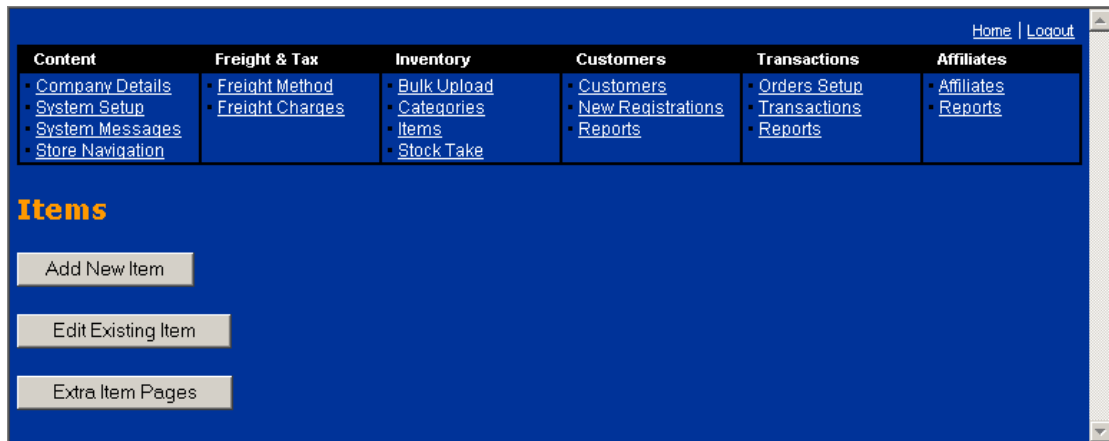 Home | Logout
Content Freight & Tax Inventory Customers Transactions Affiliates
Company Details Freight Method Bulk Upload Customers Orders Setup Affiliates
System Setup Freight Charges Categories New Registrations Transactions Reports
System Messages Items Reports Reports
Store Navigation Stock Take
Items
Add New Item
Edit Existing Item
Extra Item Pages